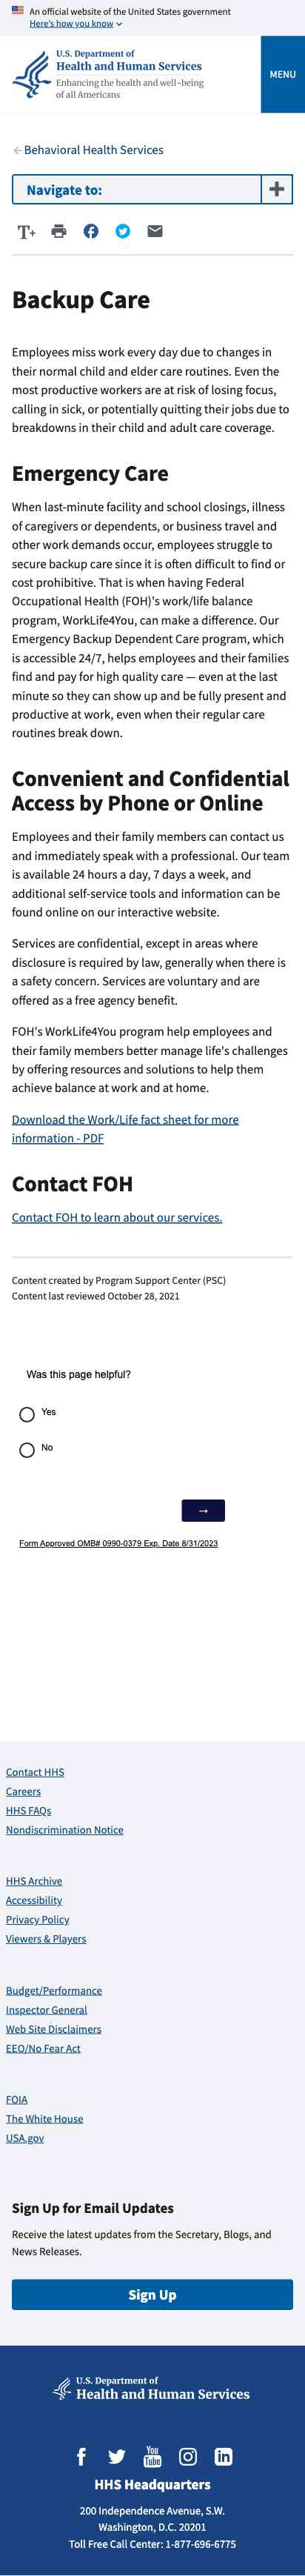 An official website of the United States government
Here's how you know
U.S. Department of
Health and Human Services
Enhancing the health and well-being
of all Americans
MENU
Behavioral Health Services
Navigate to:
T+
Backup Care
Employees miss work every day due to changes in
their normal child and elder care routines. Even the
most productive workers are at risk of losing focus,
calling in sick, or potentially quitting their jobs due to
breakdowns in their child and adult care coverage.
Emergency Care
When last-minute facility and school closings, illness
of caregivers or dependents, or business travel and
other work demands occur, employees struggle to
secure backup care since it is often difficult to find or
cost prohibitive. That is when having Federal
Occupational Health (FOH)'s work/life balance
program, WorkLife4You, can make a difference. Our
Emergency Backup Dependent Care program, which
is accessible 24/7, helps employees and their families
find and pay for high quality care — even at the last
minute so they can show up and be fully present and
productive at work, even when their regular care
routines break down.
Convenient and Confidential
Access by Phone or Online
Employees and their family members can contact us
and immediately speak with a professional. Our team
is available 24 hours a day, 7 days a week, and
additional self-service tools and information can be
found online on our interactive website.
Services are confidential, except in areas where
disclosure is required by law, generally when there is
a safety concern. Services are voluntary and are
offered as a free agency benefit.
FOH's WorkLife4You program help employees and
their family members better manage life's challenges
by offering resources and solutions to help them
achieve balance at work and at home.
Download the Work/Life fact sheet for more
information - PDF
Contact FOH
Contact FOH to learn about our services.
Content created by Program Support Center (PSC)
Content last reviewed October 28, 2021
Was this page helpful?
Yes
No
→
Form Approved OMB# 0990-0379 Exp. Date 8/31/2023
Contact HHS
Careers
HHS FAQs
Nondiscrimination Notice
HHS Archive
Accessibility
Privacy Policy
Viewers & Players
Budget/Performance
Inspector General
Web Site Disclaimers
EEO/No Fear Act
FOIA
The White House
USA.gov
Sign Up for Email Updates
Receive the latest updates from the Secretary, Blogs, and
News Releases.
Sign Up
U.S. Department of
Health and Human Services
You
Tube
HHS Headquarters
200 Independence Avenue, S.W.
Washington, D.C. 20201
Toll Free Call Center: 1-877-696-6775